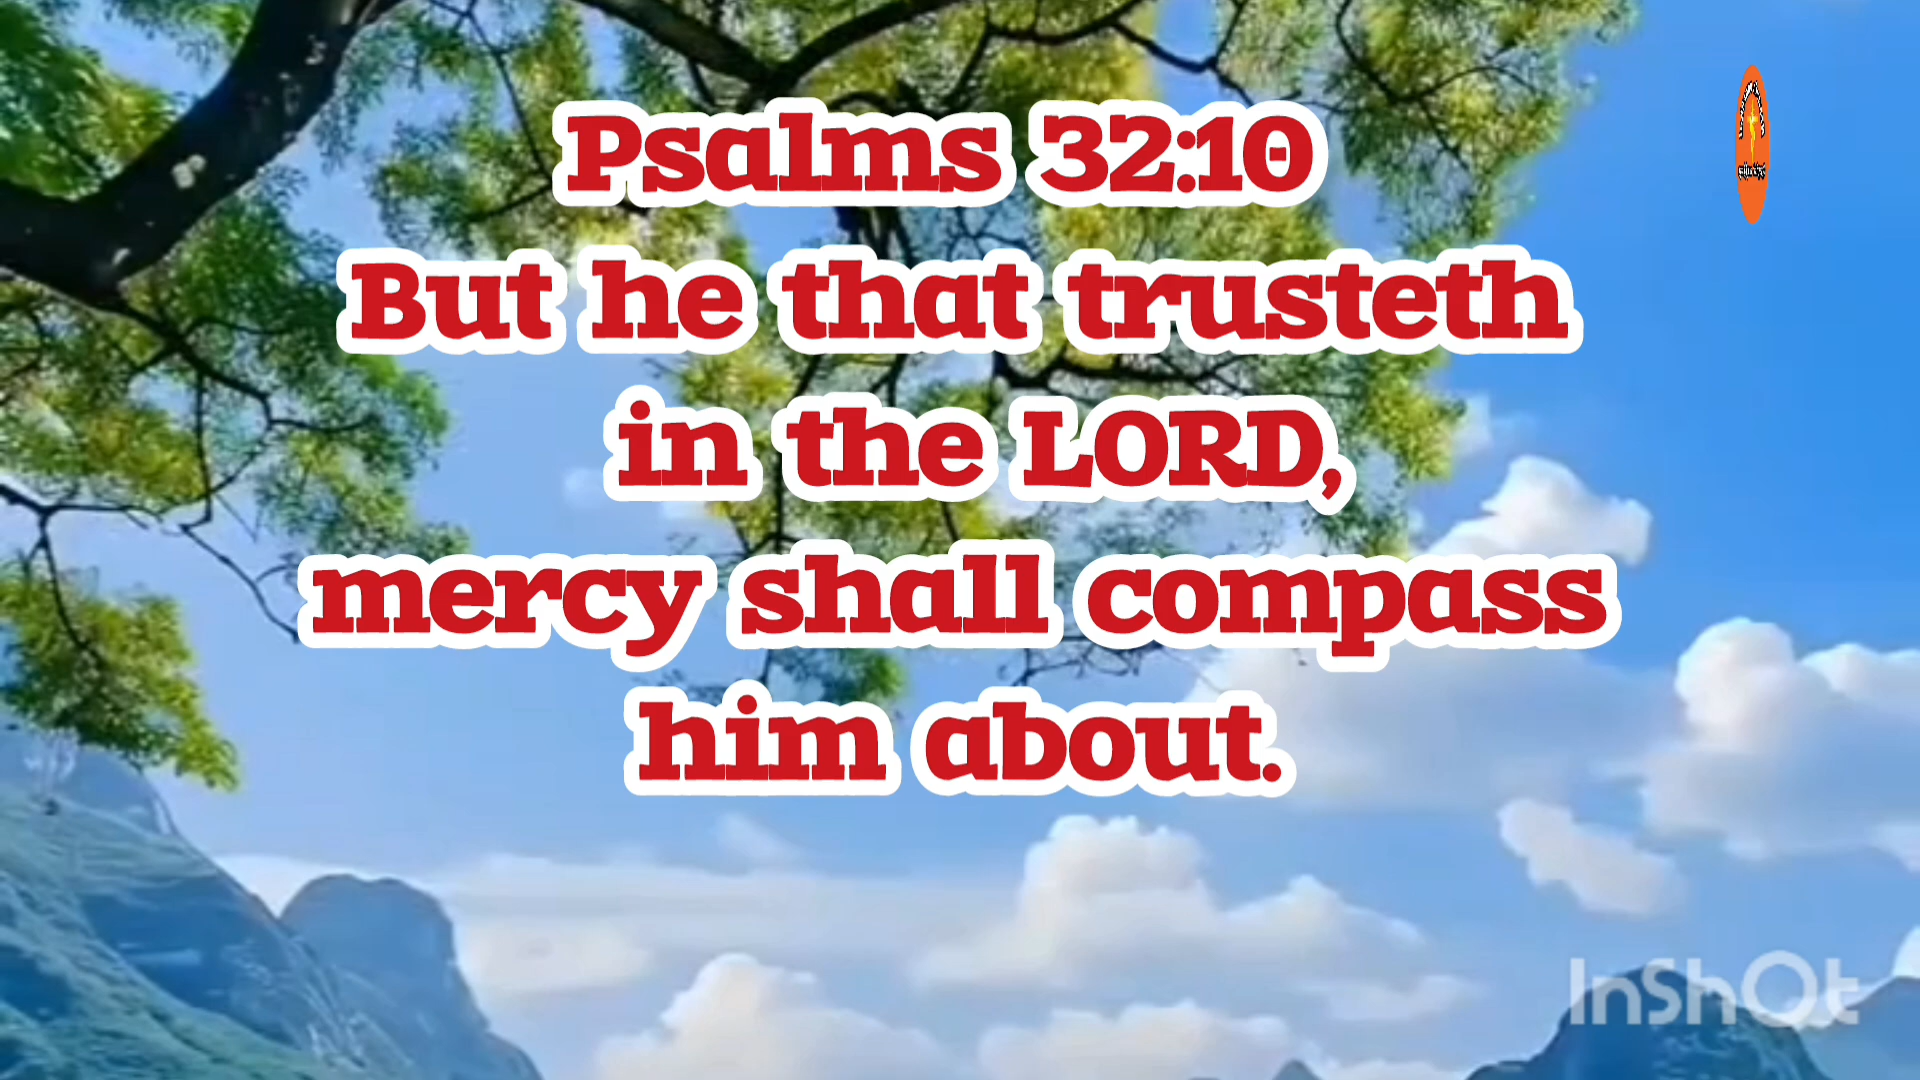 Psalms 32:10
But he that trusteth
in the LORD,
mercy shall compass
him about.
InShOt